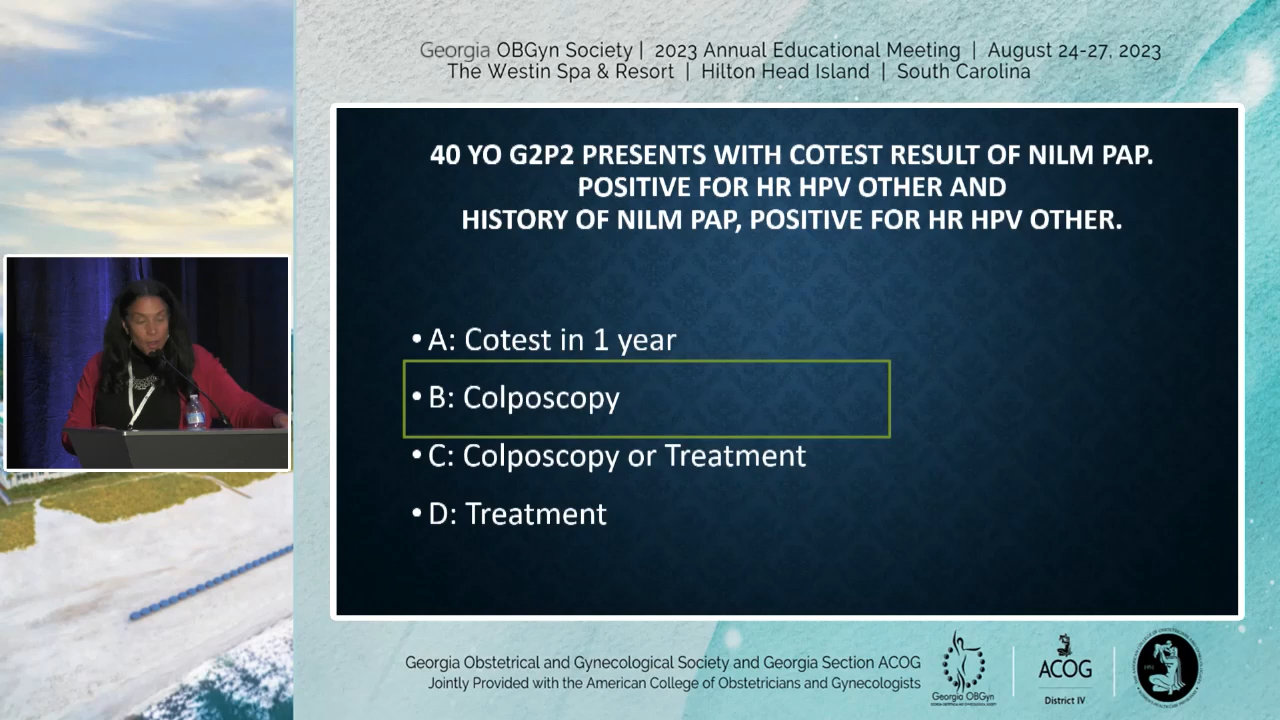 Georgia OBGyn Society | 2023 Annual Educational Meeting | August 24-27, 2023
The Westin Spa & Resort | Hilton Head Island | South Carolina
40 YO G2P2 PRESENTS WITH COTEST RESULT OF NILM PAP.
POSITIVE FOR HR HPV OTHER AND
HISTORY OF NILM PAP, POSITIVE FOR HR HPV OTHER.
• A: Cotest in 1 year
• B: Colposcopy
• C: Colposcopy or Treatment
• D: Treatment
Georgia Obstetrical and Gynecological Society and Georgia Section ACOG
Jointly Provided with the American College of Obstetricians and Gynecologists
Georgia OBGyn
ACOG
District IV